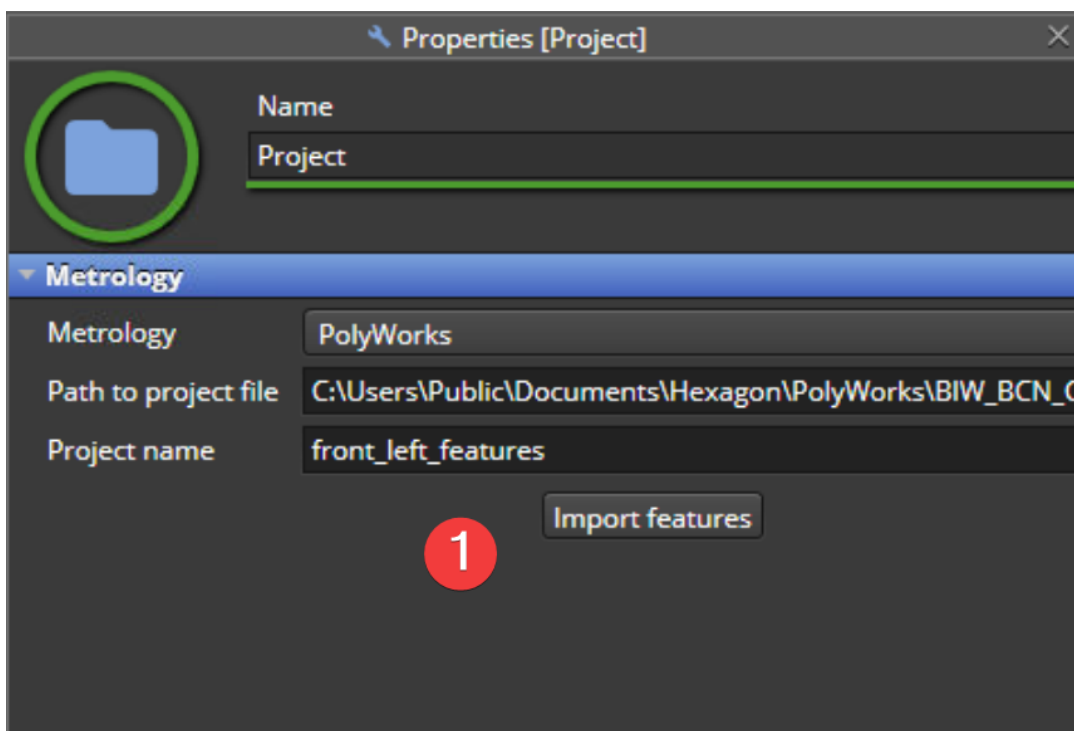 Properties [Project]
Name
Project
Metrology
Metrology PolyWorks
Path to project file C:\Users\Public\Documents\Hexagon\PolyWorks\BIW_BCN_
Project name front_left_features
Import features
1